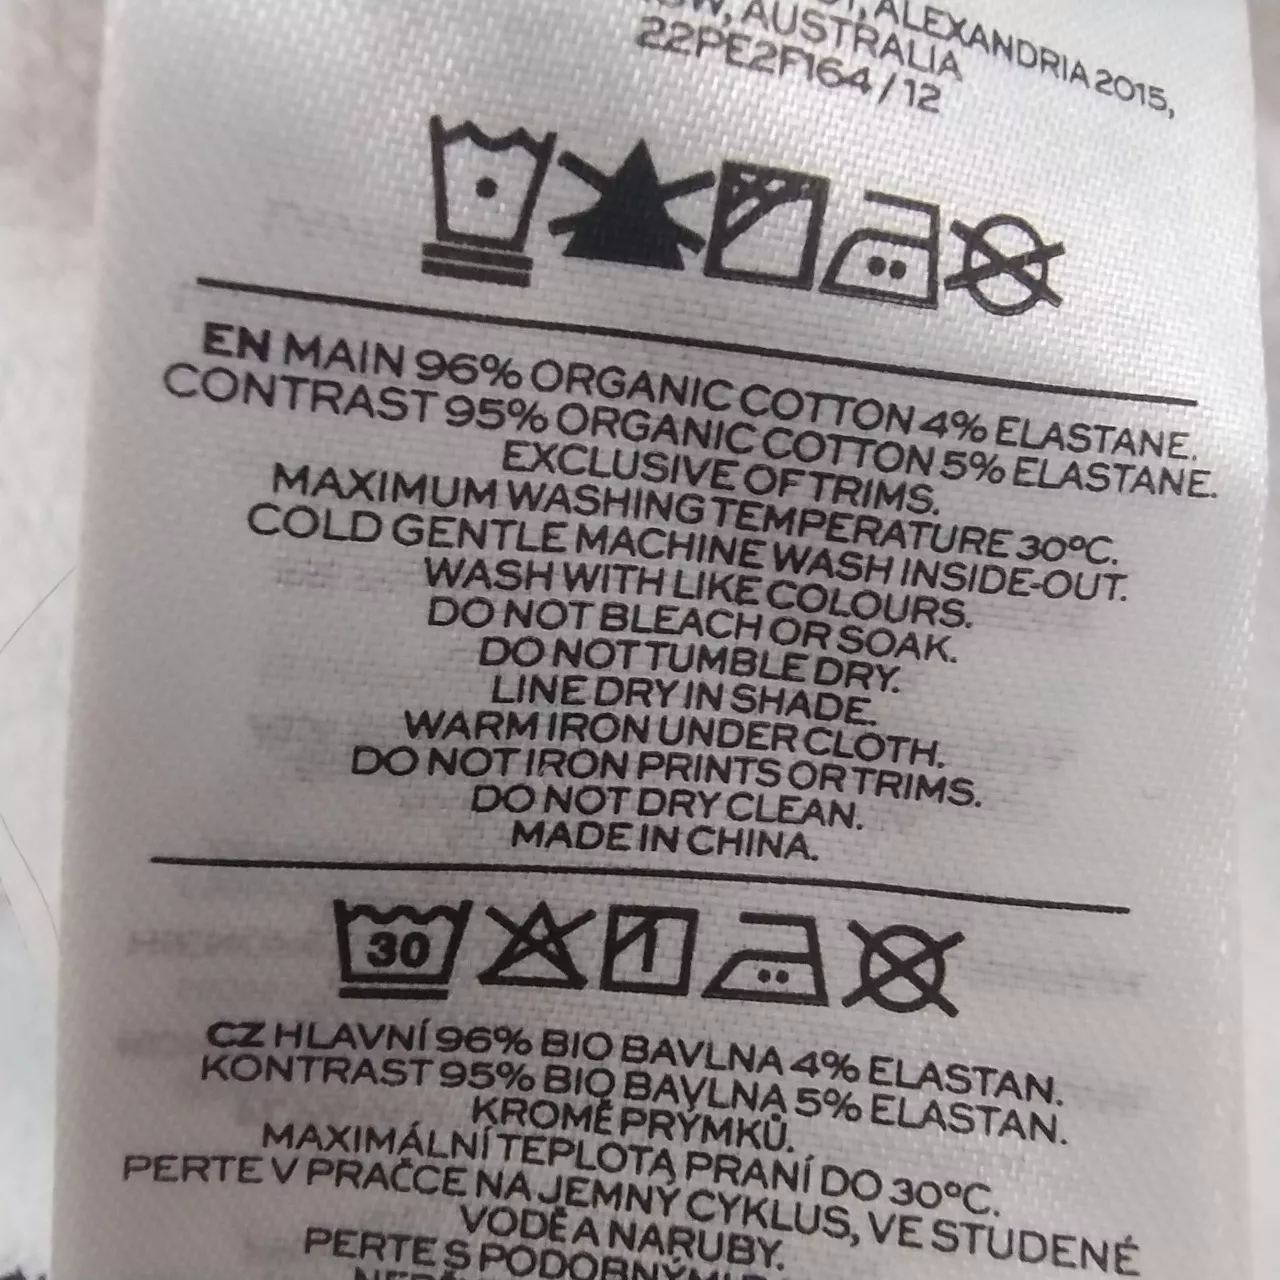 ALEXANDRIA 2015,
AUSTRALIA
22PE2F164/12
EN MAIN 96% ORGANIC COTTON 4% ELASTANE.
CONTRAST 95% ORGANIC COTTON 5% ELASTANE.
EXCLUSIVE OF TRIMS.
MAXIMUM WASHING TEMPERATURE 30ºC.
COLD GENTLE MACHINE WASH INSIDE-OUT.
WASH WITH LIKE COLOURS.
DO NOT BLEACH OR SOAK.
DO NOT TUMBLE DRY.
LINE DRY IN SHADE.
WARM IRON UNDER CLOTH.
DO NOT IRON PRINTS OR TRIMS.
DO NOT DRY CLEAN.
MADE IN CHINA.
30
CZ HLAVNÍ 96% BIO BAVLNA 4% ELASTAN.
KONTRAST 95% BIO BAVLNA 5% ELASTAN.
KROMĚ PRÝMKŮ.
MAXIMÁLNÍ TEPLOTA PRANÍ DO 30ºC.
PERTE V PRAČCE NA JEMNÝ CYKLUS, VE STUDENÉ
VODĚ A NARUBY.
PERTE S PODOBNÝMI